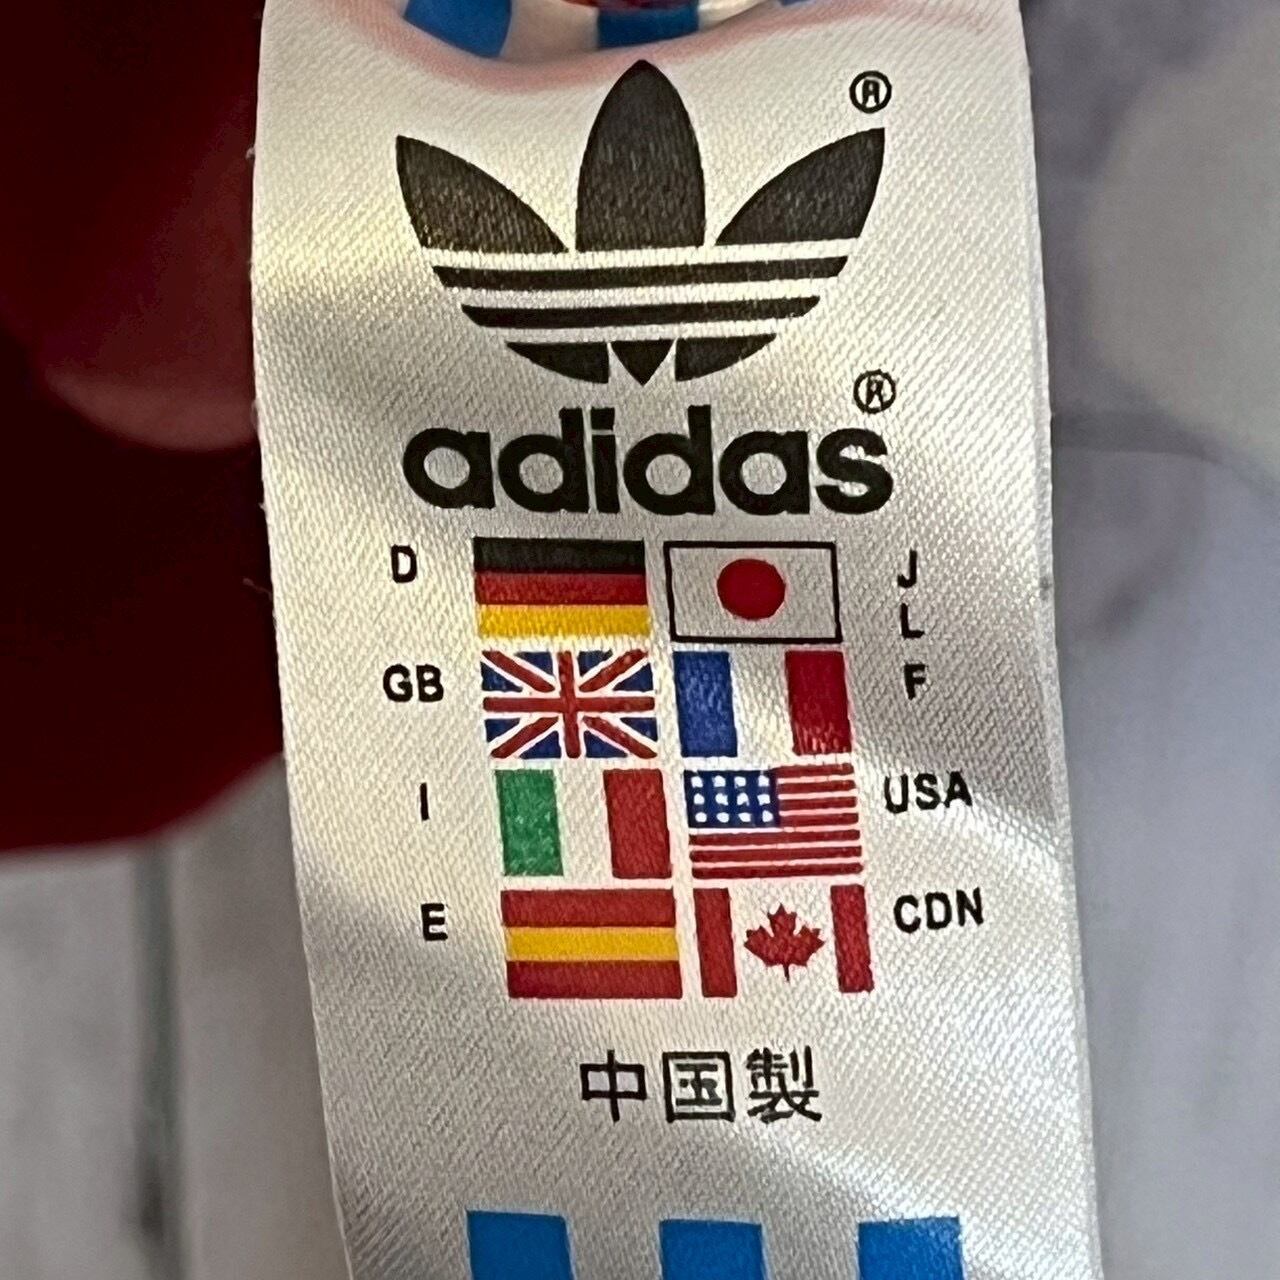 ®
adidas®
D J
L
GB F
I USA
E CDN
中国製